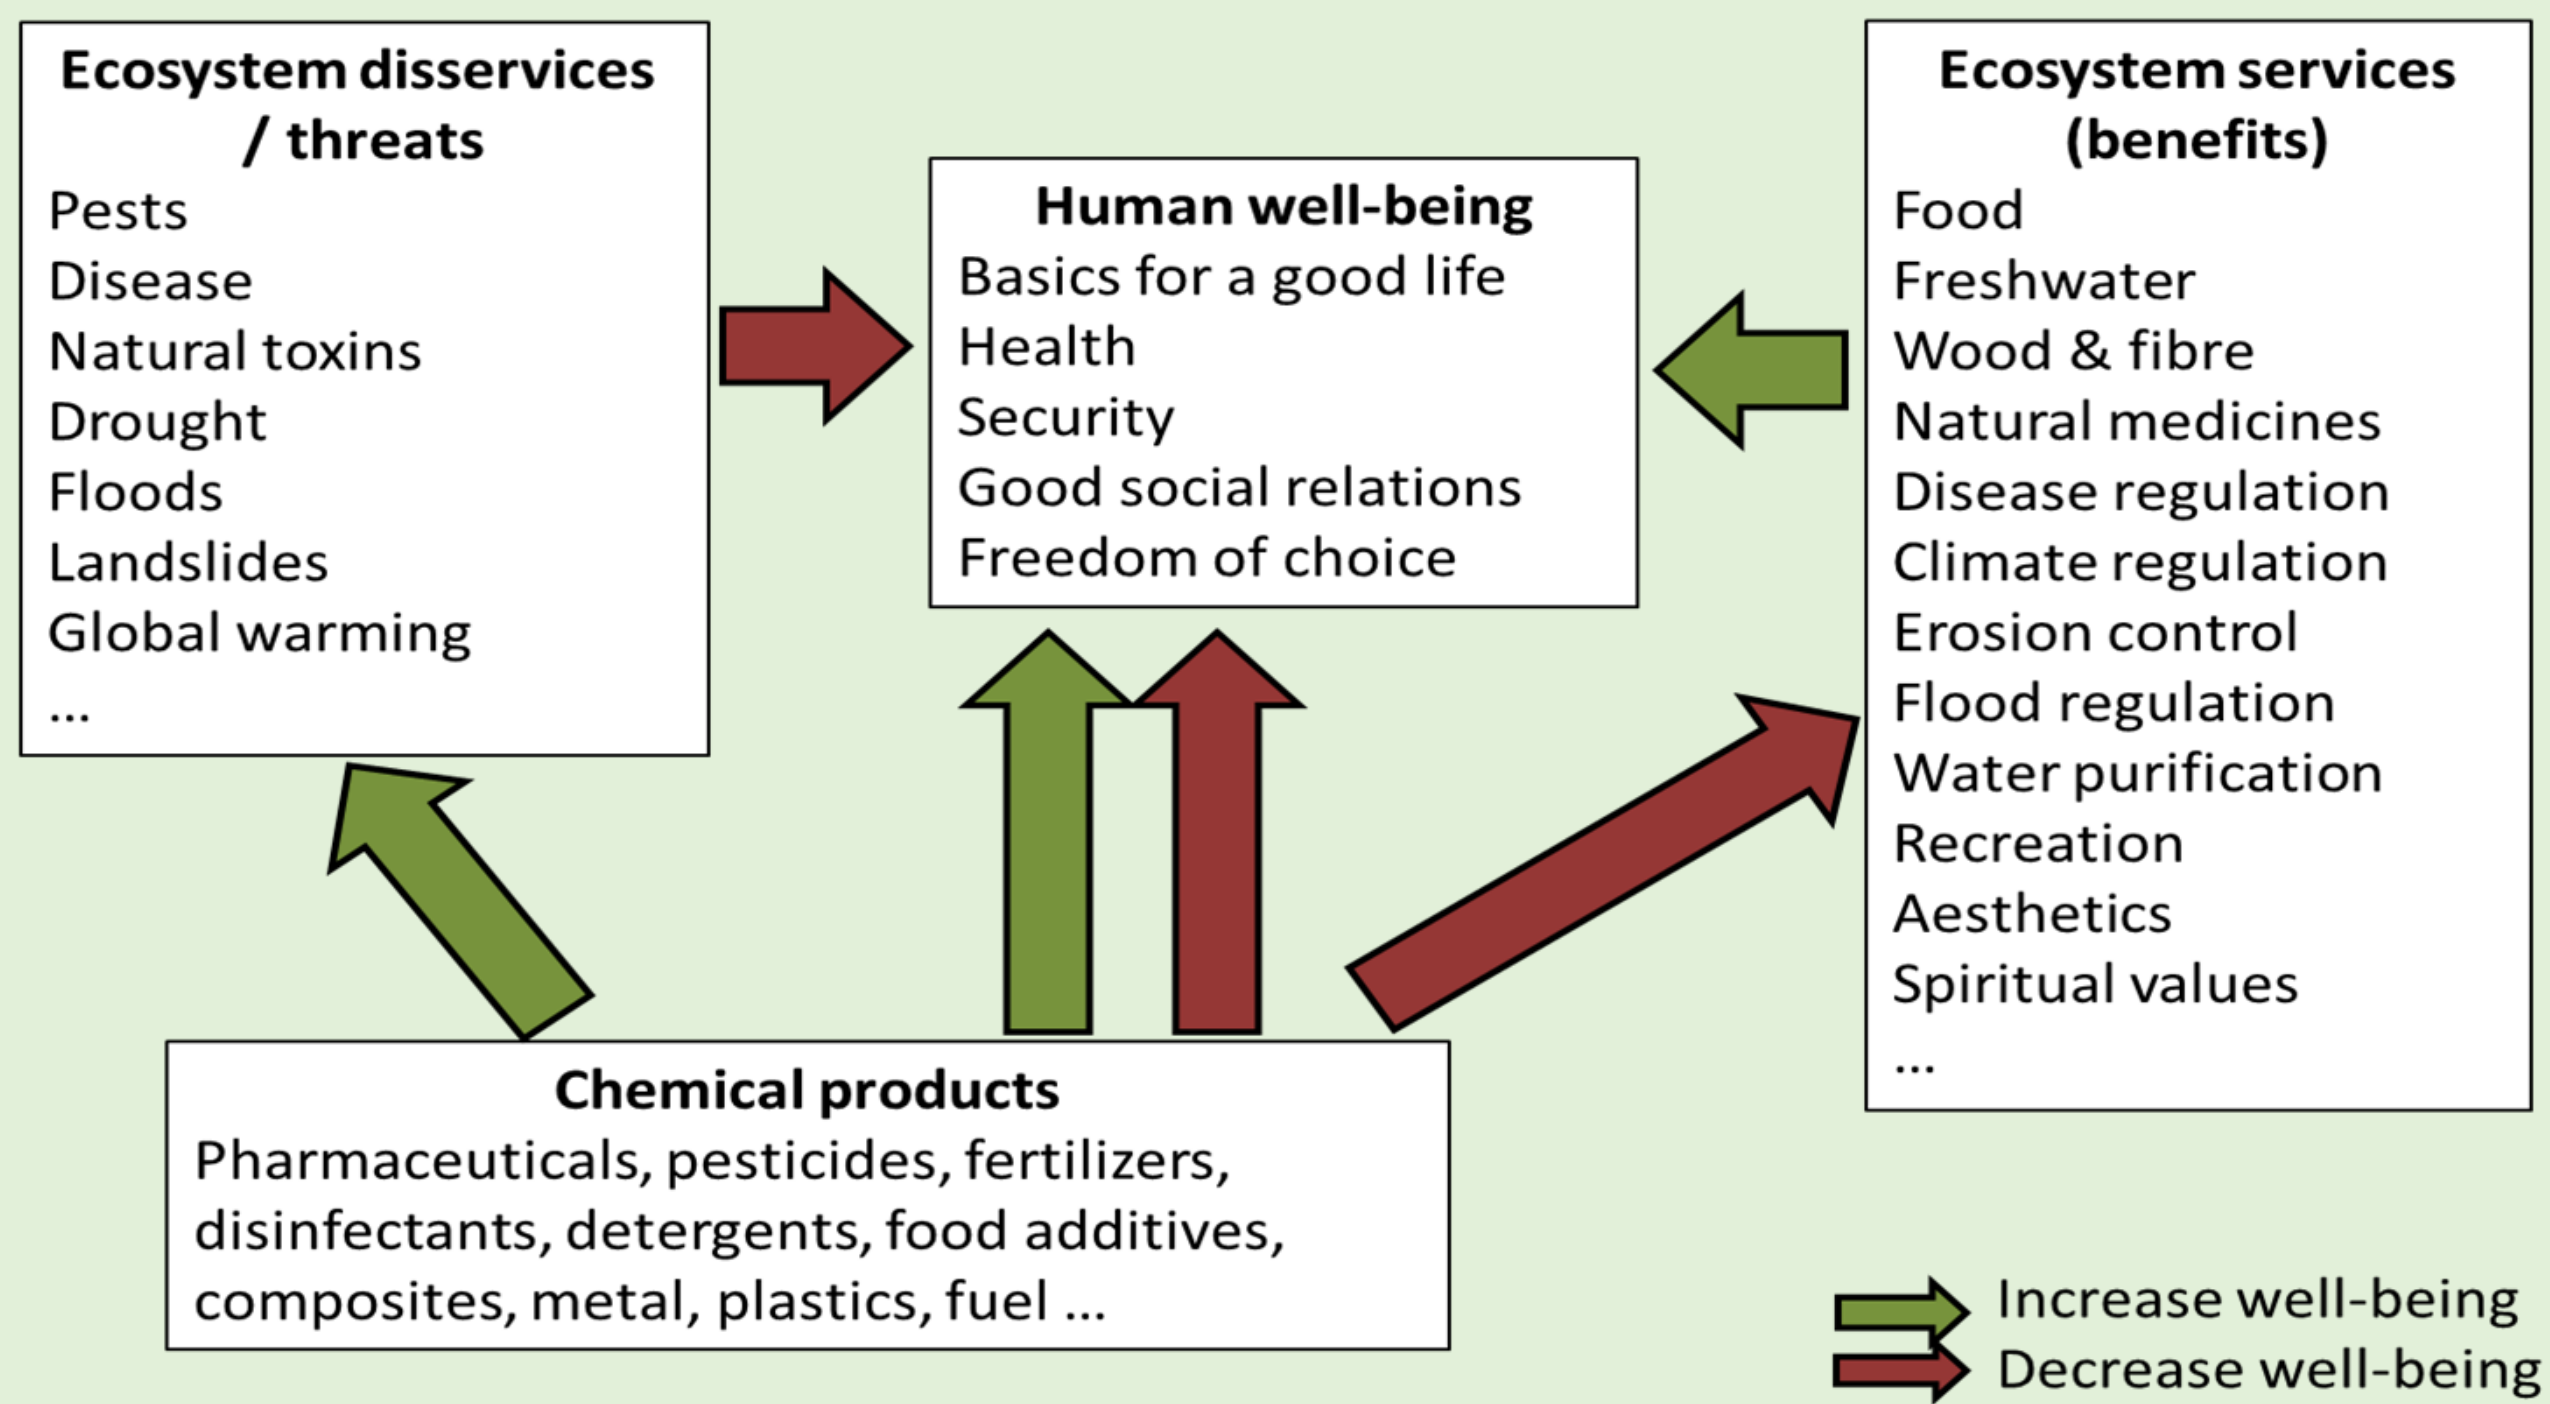 Ecosystem disservices
/ threats
Pests
Disease
Natural toxins
Drought
Floods
Landslides
Global warming
...
Human well-being
Basics for a good life
Health
Security
Good social relations
Freedom of choice
Ecosystem services
(benefits)
Food
Freshwater
Wood & fibre
Natural medicines
Disease regulation
Climate regulation
Erosion control
Flood regulation
Water purification
Recreation
Aesthetics
Spiritual values
...
Chemical products
Pharmaceuticals, pesticides, fertilizers,
disinfectants, detergents, food additives,
composites, metal, plastics, fuel ...
Increase well-being
Decrease well-being